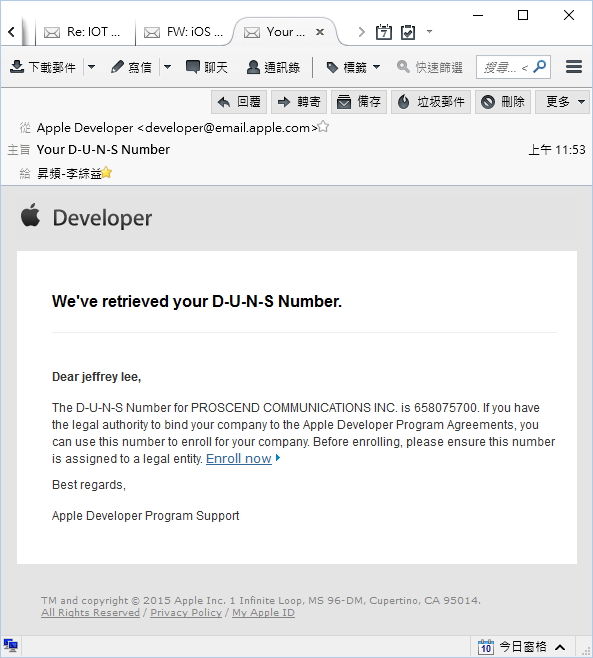 Re: IOT ...
FW: iOS ...
Your ...
7
下載郵件
寫信
聊天
通訊錄
標籤
快速篩選
搜尋... <
回覆
轉寄
備存
垃圾郵件
刪除
更多
從 Apple Developer <developer@email.apple.com>
主旨 Your D-U-N-S Number 上午 11:53
給 昇頻-李綜益
Developer
We've retrieved your D-U-N-S Number.
Dear jeffrey lee,
The D-U-N-S Number for PROSCEND COMMUNICATIONS INC. is 658075700. If you have
the legal authority to bind your company to the Apple Developer Program Agreements, you
can use this number to enroll for your company. Before enrolling, please ensure this number
is assigned to a legal entity. Enroll now
Best regards,
Apple Developer Program Support
TM and copyright © 2015 Apple Inc. 1 Infinite Loop, MS 96-DM, Cupertino, CA 95014.
All Rights Reserved / Privacy Policy / My Apple ID
10 今日窗格